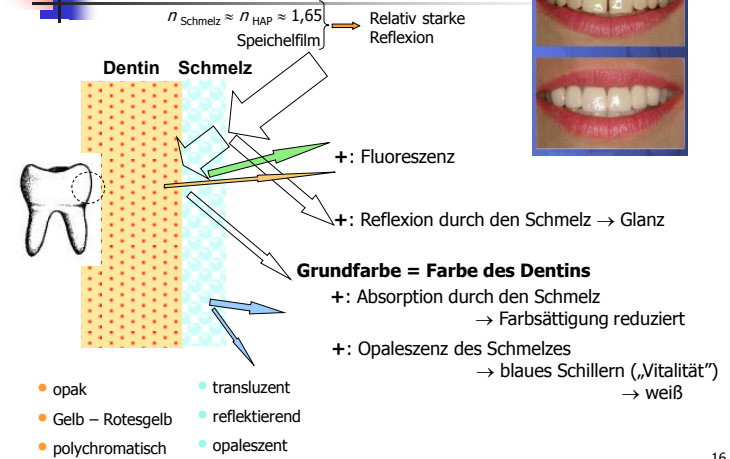 n Schmelz ≈ n HAP ≈ 1,65
Speichelfilm
Relativ starke
Reflexion
Dentin Schmelz
+: Fluoreszenz
+: Reflexion durch den Schmelz → Glanz
Grundfarbe = Farbe des Dentins
+: Absorption durch den Schmelz
→ Farbsättigung reduziert
+: Opaleszenz des Schmelzes
→ blaues Schillern („Vitalität”)
→ weiß
• opak
• Gelb – Rotesgelb
• polychromatisch
• transluzent
• reflektierend
• opaleszent
16